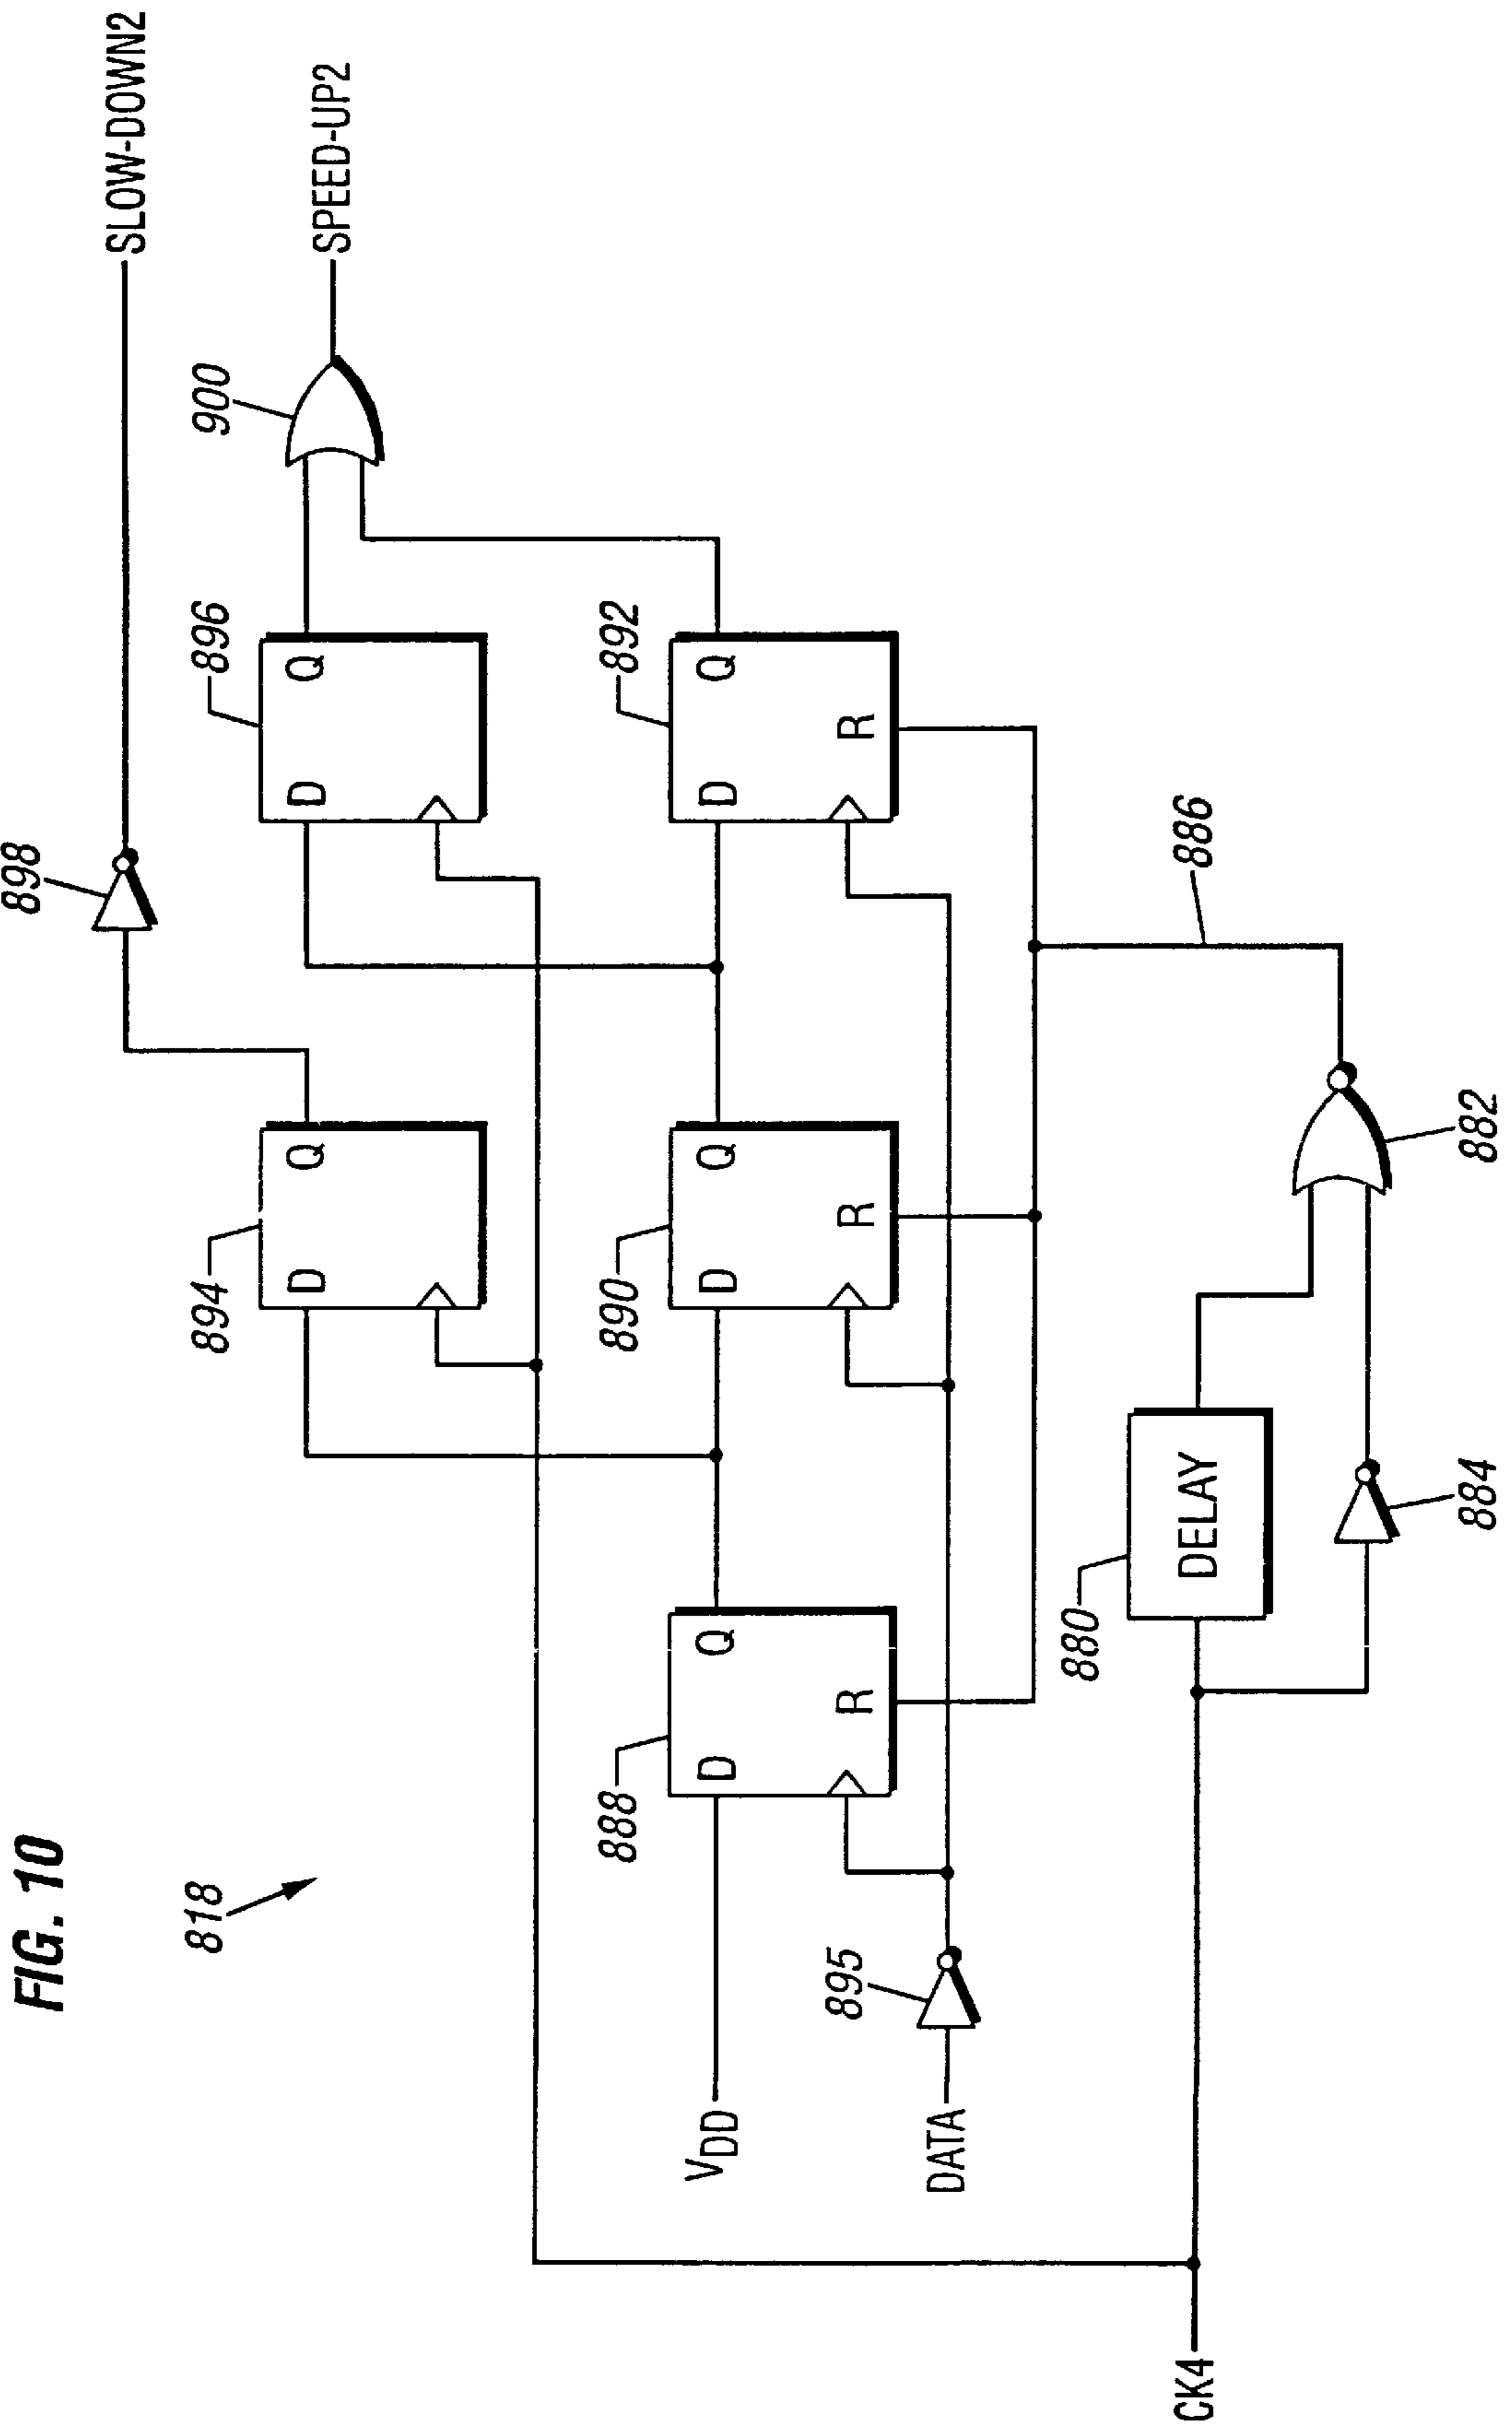 FIG. 10
818
898
SLOW-DOWN2
894
D
Q
896
D
Q
900
SPEED-UP2
VDD
888
D
Q
R
890
D
Q
R
892
D
Q
R
DATA
895
886
880
DELAY
882
884
CK4